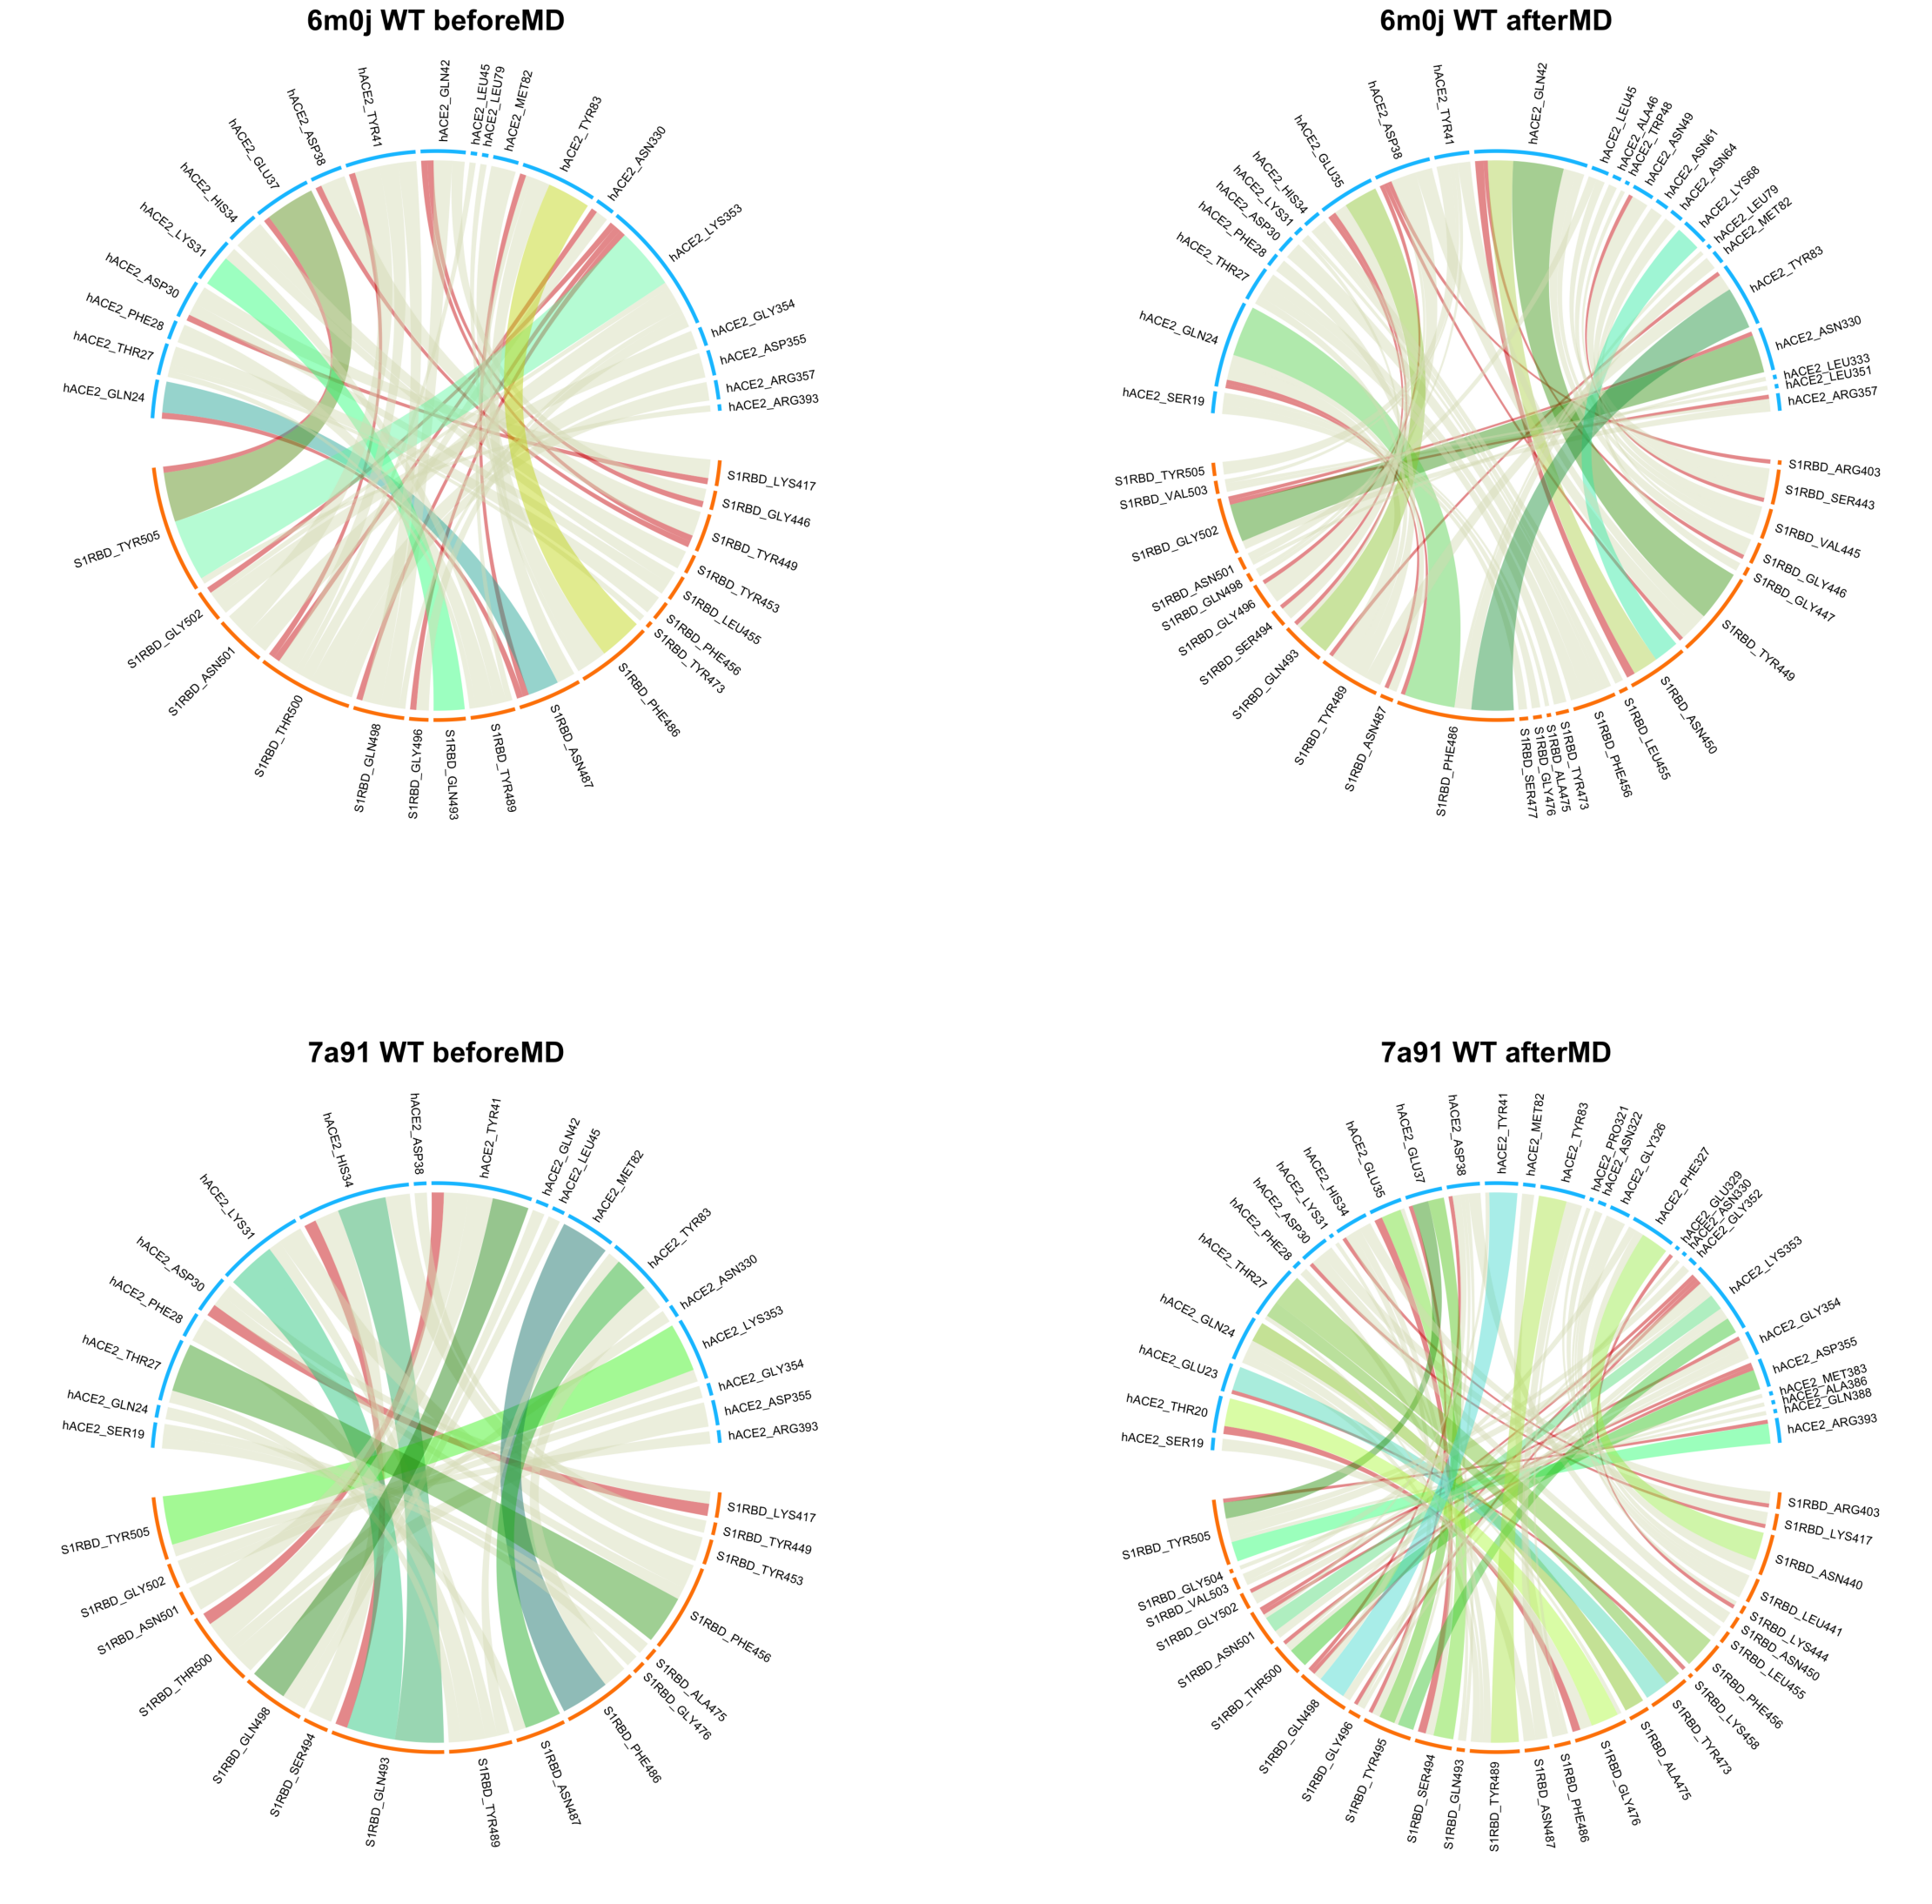 6m0j WT beforeMD
hACE2_GLN24
hACE2_THR27
hACE2_PHE28
hACE2_ASP30
hACE2_LYS31
hACE2_HIS34
hACE2_GLU37
hACE2_ASP38
hACE2_TYR41
hACE2_GLN42
hACE2_LEU45
hACE2_LEU79
hACE2_MET82
hACE2_TYR83
hACE2_ASN330
hACE2_LYS353
hACE2_GLY354
hACE2_ASP355
hACE2_ARG357
hACE2_ARG393
S1RBD_LYS417
S1RBD_GLY446
S1RBD_TYR449
S1RBD_TYR453
S1RBD_LEU455
S1RBD_PHE456
S1RBD_TYR473
S1RBD_PHE486
S1RBD_ASN487
S1RBD_TYR489
S1RBD_GLN493
S1RBD_GLY496
S1RBD_GLN498
S1RBD_THR500
S1RBD_ASN501
S1RBD_GLY502
S1RBD_TYR505
6m0j WT afterMD
hACE2_SER19
hACE2_GLN24
hACE2_THR27
hACE2_PHE28
hACE2_ASP30
hACE2_LYS31
hACE2_HIS34
hACE2_GLU35
hACE2_ASP38
hACE2_TYR41
hACE2_GLN42
hACE2_LEU45
hACE2_ALA46
hACE2_TRP48
hACE2_ASN49
hACE2_ASN61
hACE2_ASN64
hACE2_LYS68
hACE2_LEU79
hACE2_MET82
hACE2_TYR83
hACE2_ASN330
hACE2_LEU333
hACE2_LEU351
hACE2_ARG357
S1RBD_ARG403
S1RBD_SER443
S1RBD_VAL445
S1RBD_GLY446
S1RBD_GLY447
S1RBD_TYR449
S1RBD_ASN450
S1RBD_LEU455
S1RBD_PHE456
S1RBD_TYR473
S1RBD_ALA475
S1RBD_GLY476
S1RBD_SER477
S1RBD_PHE486
S1RBD_ASN487
S1RBD_TYR489
S1RBD_GLN493
S1RBD_SER494
S1RBD_GLY496
S1RBD_GLN498
S1RBD_ASN501
S1RBD_GLY502
S1RBD_VAL503
S1RBD_TYR505
7a91 WT beforeMD
hACE2_SER19
hACE2_GLN24
hACE2_THR27
hACE2_PHE28
hACE2_ASP30
hACE2_LYS31
hACE2_HIS34
hACE2_ASP38
hACE2_TYR41
hACE2_GLN42
hACE2_LEU45
hACE2_MET82
hACE2_TYR83
hACE2_ASN330
hACE2_LYS353
hACE2_GLY354
hACE2_ASP355
hACE2_ARG393
S1RBD_LYS417
S1RBD_TYR449
S1RBD_TYR453
S1RBD_PHE456
S1RBD_ALA475
S1RBD_GLY476
S1RBD_PHE486
S1RBD_ASN487
S1RBD_TYR489
S1RBD_GLN493
S1RBD_SER494
S1RBD_GLN498
S1RBD_THR500
S1RBD_ASN501
S1RBD_GLY502
S1RBD_TYR505
7a91 WT afterMD
hACE2_SER19
hACE2_THR20
hACE2_GLU23
hACE2_GLN24
hACE2_THR27
hACE2_PHE28
hACE2_ASP30
hACE2_LYS31
hACE2_HIS34
hACE2_GLU35
hACE2_GLU37
hACE2_ASP38
hACE2_TYR41
hACE2_MET82
hACE2_TYR83
hACE2_PRO321
hACE2_ASN322
hACE2_GLY326
hACE2_PHE327
hACE2_GLU329
hACE2_ASN330
hACE2_GLY352
hACE2_LYS353
hACE2_GLY354
hACE2_ASP355
hACE2_MET383
hACE2_ALA386
hACE2_GLN388
hACE2_ARG393
S1RBD_ARG403
S1RBD_LYS417
S1RBD_ASN440
S1RBD_LEU441
S1RBD_LYS444
S1RBD_ASN450
S1RBD_LEU455
S1RBD_PHE456
S1RBD_LYS458
S1RBD_TYR473
S1RBD_ALA475
S1RBD_GLY476
S1RBD_PHE486
S1RBD_ASN487
S1RBD_TYR489
S1RBD_GLN493
S1RBD_SER494
S1RBD_TYR495
S1RBD_GLY496
S1RBD_GLN498
S1RBD_THR500
S1RBD_ASN501
S1RBD_GLY502
S1RBD_VAL503
S1RBD_GLY504
S1RBD_TYR505